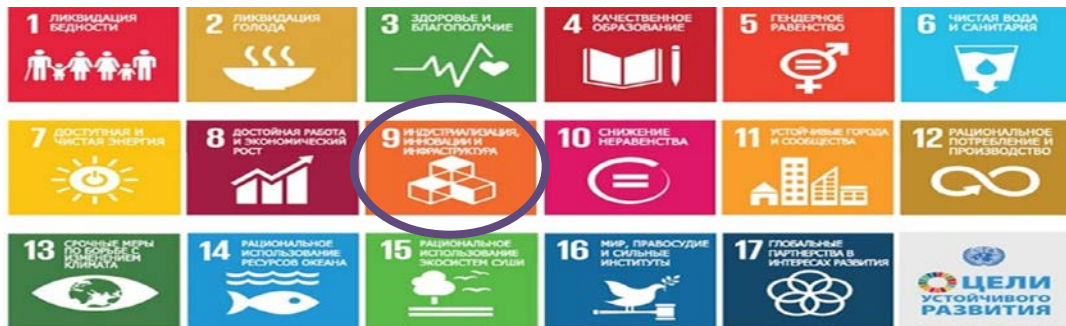 1 ЛИКВИДАЦИЯ
БЕДНОСТИ
2 ЛИКВИДАЦИЯ
ГОЛОДА
3 ЗДОРОВЬЕ И
БЛАГОПОЛУЧИЕ
4 КАЧЕСТВЕННОЕ
ОБРАЗОВАНИЕ
5 ГЕНДЕРНОЕ
РАВЕНСТВО
6 ЧИСТАЯ ВОДА
И САНИТАРИЯ
7 ДОСТУПНАЯ И
ЧИСТАЯ ЭНЕРГИЯ
8 ДОСТОЙНАЯ РАБОТА
И ЭКОНОМИЧЕСКИЙ
РОСТ
9 ИНДУСТРИАЛИЗАЦИЯ,
ИННОВАЦИИ И
ИНФРАСТРУКТУРА
10 СНИЖЕНИЕ
НЕРАВЕНСТВА
11 УСТОЙЧИВЫЕ ГОРОДА
И СООБЩЕСТВА
12 РАЦИОНАЛЬНОЕ
ПОТРЕБЛЕНИЕ И
ПРОИЗВОДСТВО
13 СРОЧНЫЕ МЕРЫ
ПО БОРЬБЕ С
ИЗМЕНЕНИЕМ
КЛИМАТА
14 РАЦИОНАЛЬНОЕ
ИСПОЛЬЗОВАНИЕ
РЕСУРСОВ ОКЕАНА
15 РАЦИОНАЛЬНОЕ
ИСПОЛЬЗОВАНИЕ
ЭКОСИСТЕМ СУШИ
16 МИР, ПРАВОСУДИЕ
И СИЛЬНЫЕ
ИНСТИТУТЫ
17 ГЛОБАЛЬНЫЕ
ПАРТНЕРСТВА В
ИНТЕРЕСАХ РАЗВИТИЯ
ЦЕЛИ
УСТОЙЧИВОГО
РАЗВИТИЯ